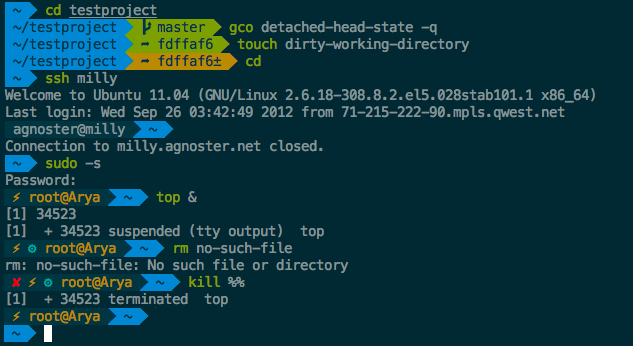 ~ cd testproject
~/testproject master gco detached-head-state -q
~/testproject ➦ fdffaf6 touch dirty-working-directory
~/testproject ➦ fdffaf6± cd
~ ssh milly
Welcome to Ubuntu 11.04 (GNU/Linux 2.6.18-308.8.2.el5.028stab101.1 x86_64)
Last login: Wed Sep 26 03:42:49 2012 from 71-215-222-90.mpls.qwest.net
agnoster@milly ~
Connection to milly.agnoster.net closed.
~ sudo -s
Password:
⚡ root@Arya ~ top &
[1] 34523
[1]  + 34523 suspended (tty output)  top
⚡ ⚙ root@Arya ~ rm no-such-file
rm: no-such-file: No such file or directory
✘ ⚡ ⚙ root@Arya ~ kill %%
[1]  + 34523 terminated  top
⚡ root@Arya ~
~